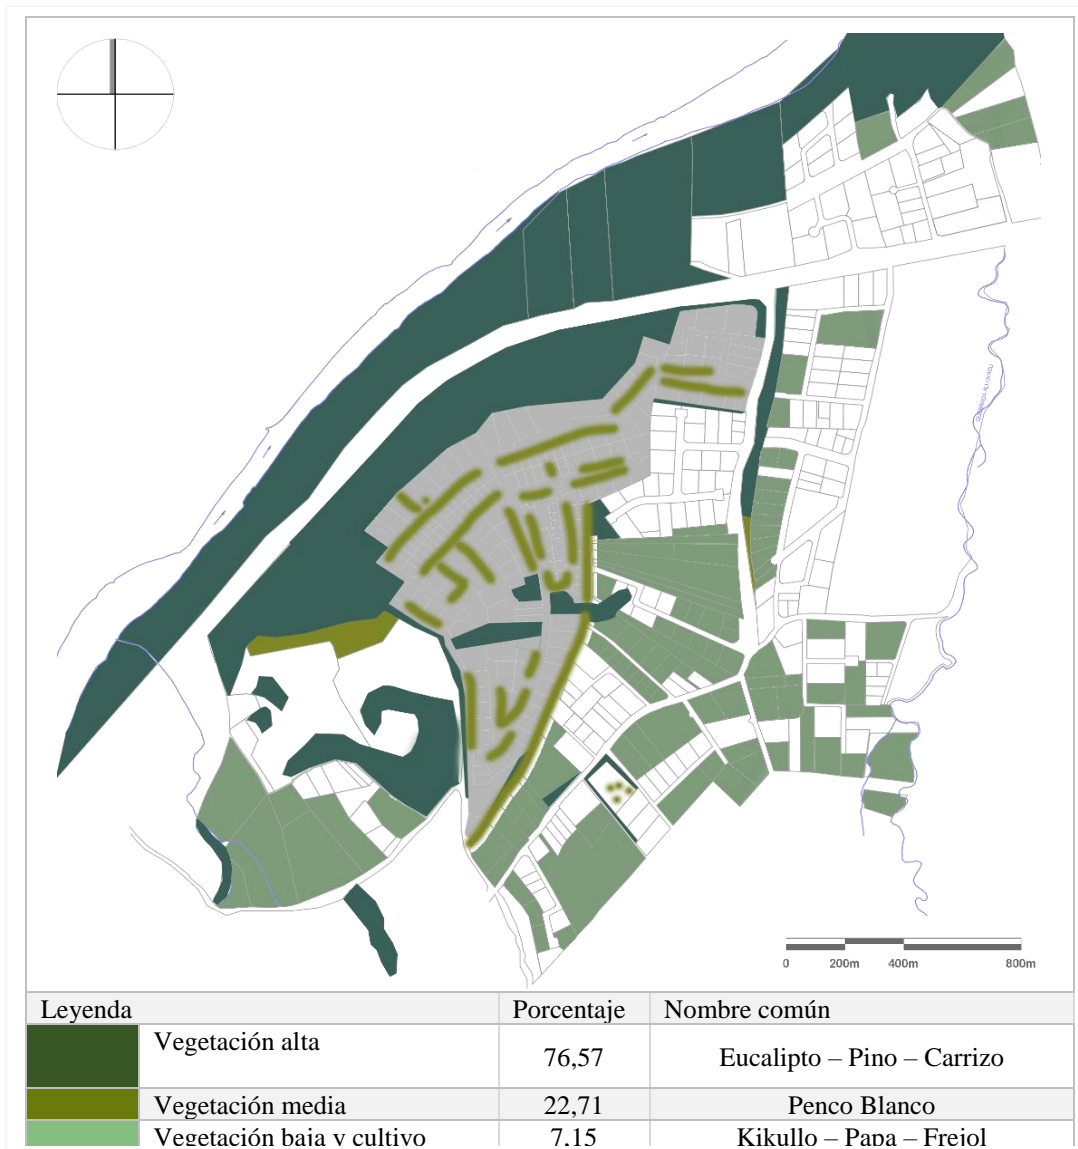 0 200m 400m 800m
Leyenda Porcentaje Nombre común
Vegetación alta 76,57 Eucalipto – Pino – Carrizo
Vegetación media 22,71 Penco Blanco
Vegetación baja y cultivo 7,15 Kikullo – Papa – Frejol